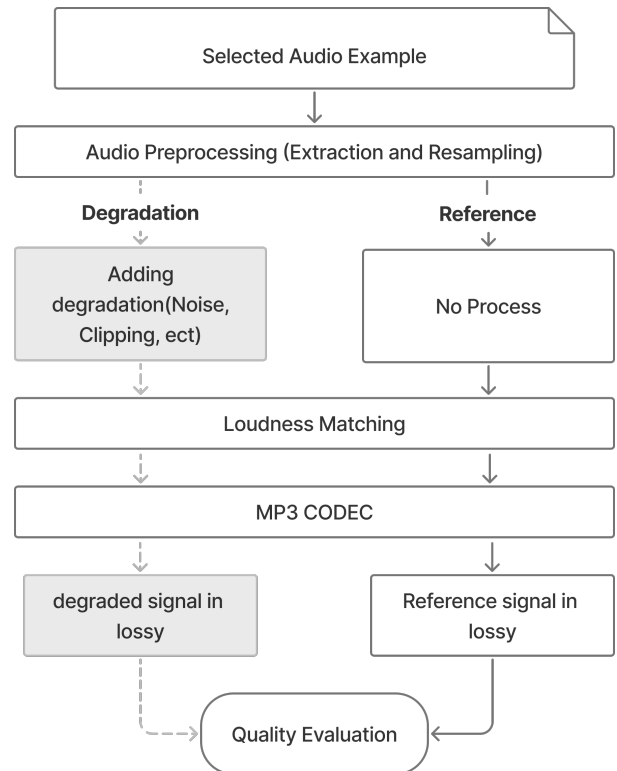 Selected Audio Example
Audio Preprocessing (Extraction and Resampling)
Degradation
Reference
Adding
degradation(Noise,
Clipping, ect)
No Process
Loudness Matching
MP3 CODEC
degraded signal in
lossy
Reference signal in
lossy
Quality Evaluation